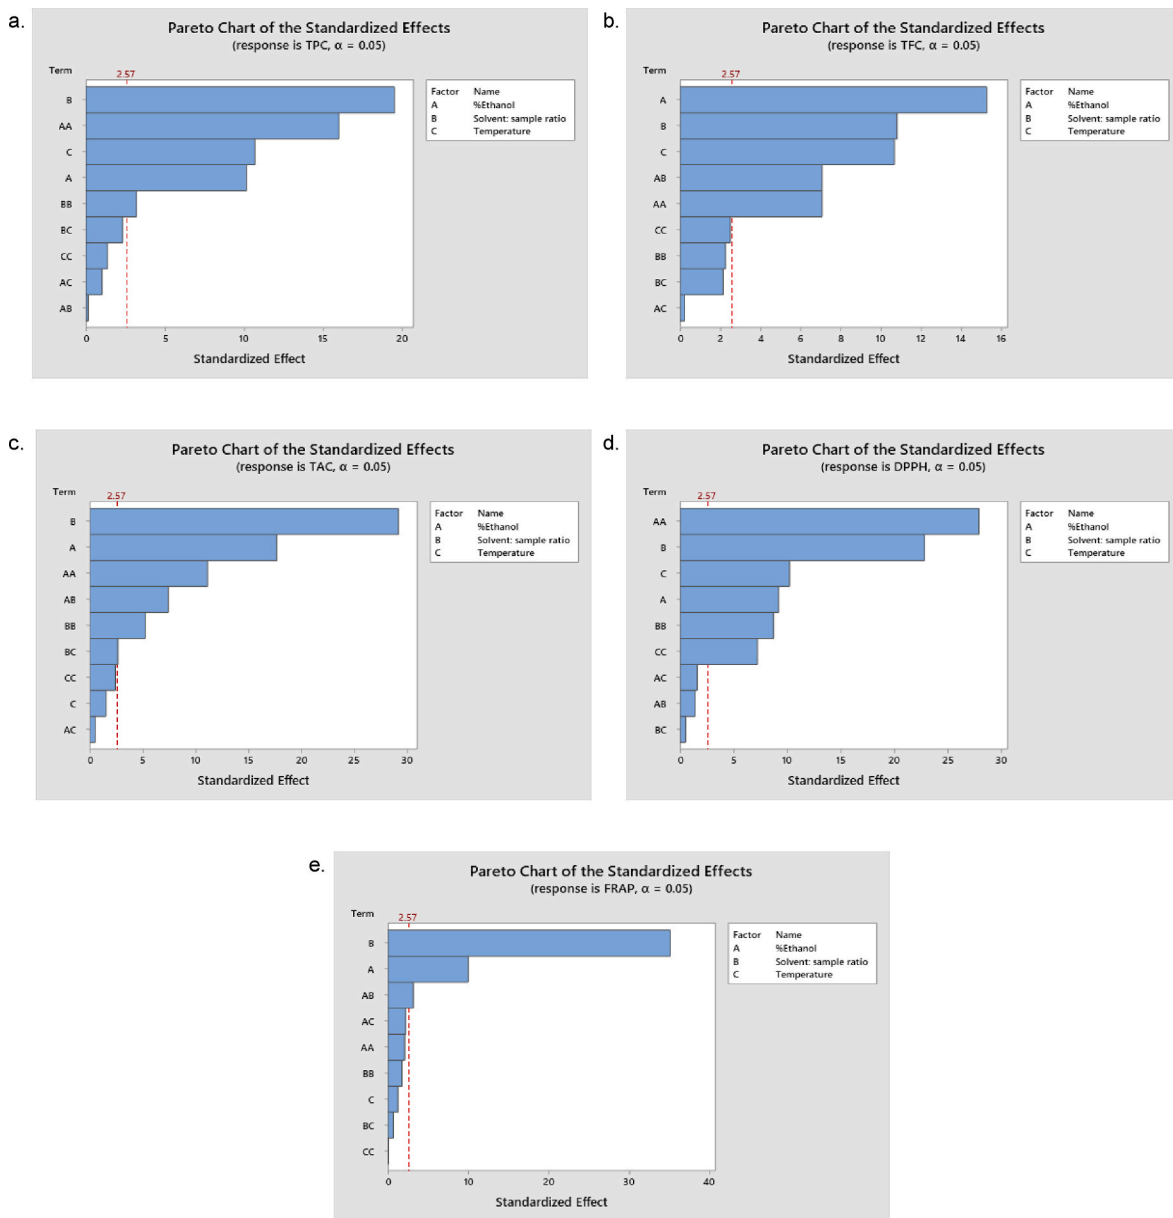 a.
Pareto Chart of the Standardized Effects
(response is TPC, α = 0.05)
Term
2.57
B
AA
C
A
BB
BC
CC
AC
AB
0 5 10 15 20
Standardized Effect
Factor Name
A %Ethanol
B Solvent: sample ratio
C Temperature
b.
Pareto Chart of the Standardized Effects
(response is TFC, α = 0.05)
Term
2.57
A
B
C
AB
AA
CC
BB
BC
AC
0 2 4 6 8 10 12 14 16
Standardized Effect
Factor Name
A %Ethanol
B Solvent: sample ratio
C Temperature
c.
Pareto Chart of the Standardized Effects
(response is TAC, α = 0.05)
Term
2.57
B
A
AA
AB
BB
BC
CC
C
AC
0 5 10 15 20 25 30
Standardized Effect
Factor Name
A %Ethanol
B Solvent: sample ratio
C Temperature
d.
Pareto Chart of the Standardized Effects
(response is DPPH, α = 0.05)
Term
2.57
AA
B
C
A
BB
CC
AC
AB
BC
0 5 10 15 20 25 30
Standardized Effect
Factor Name
A %Ethanol
B Solvent: sample ratio
C Temperature
e.
Pareto Chart of the Standardized Effects
(response is FRAP, α = 0.05)
Term
2.57
B
A
AB
AC
AA
BB
C
BC
CC
0 10 20 30 40
Standardized Effect
Factor Name
A %Ethanol
B Solvent: sample ratio
C Temperature